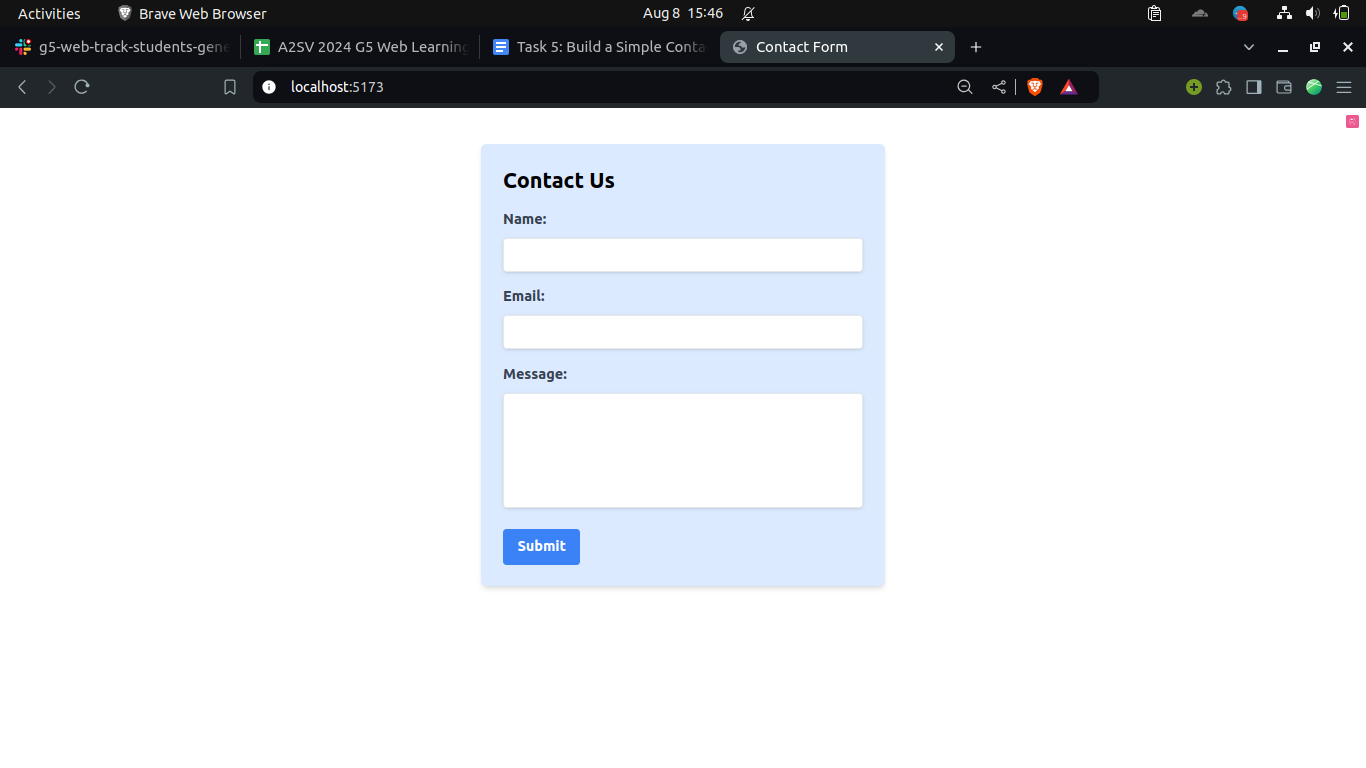 Activities
Brave Web Browser
Aug 8 15:46
g5-web-track-students-gene
A2SV 2024 G5 Web Learning
Task 5: Build a Simple Conta
Contact Form
localhost:5173
Contact Us
Name:
Email:
Message:
Submit